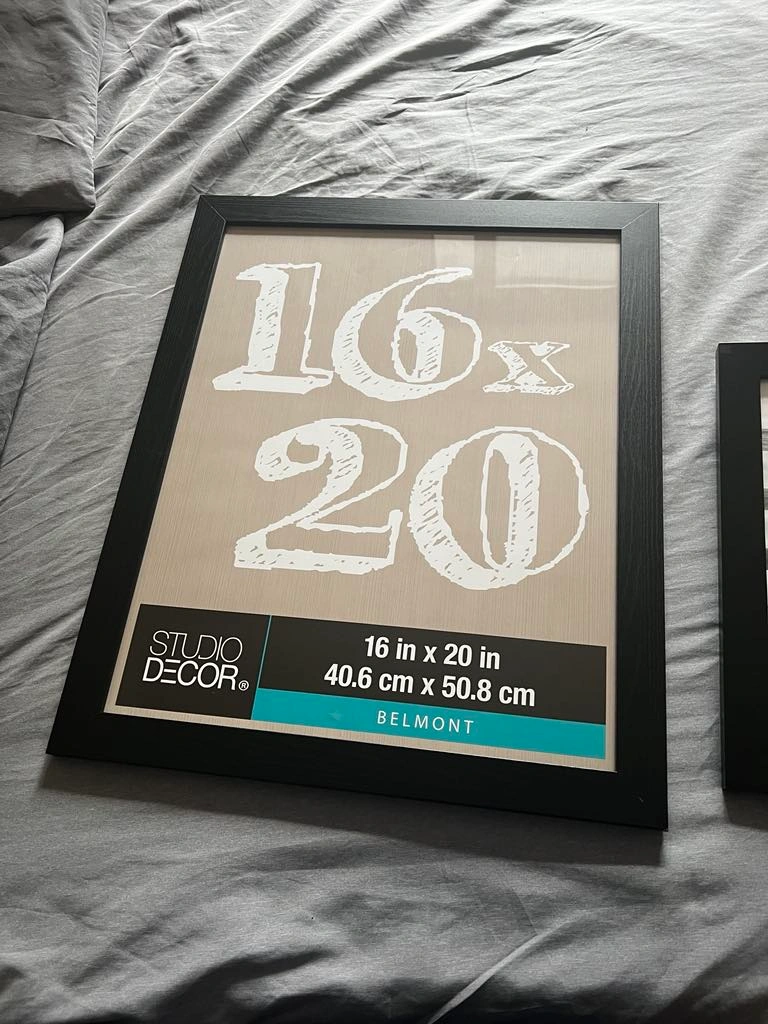 16x
20
STUDIO
DECOR®
16 in x 20 in
40.6 cm x 50.8 cm
BELMONT